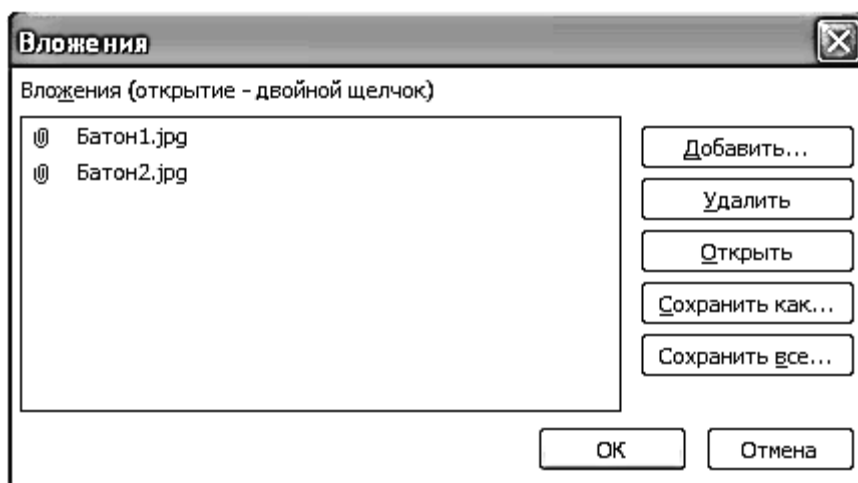 Вложения
Вложения (открытие - двойной щелчок)
Батон1.jpg
Батон2.jpg
Добавить...
Удалить
Открыть
Сохранить как...
Сохранить все...
ОК
Отмена